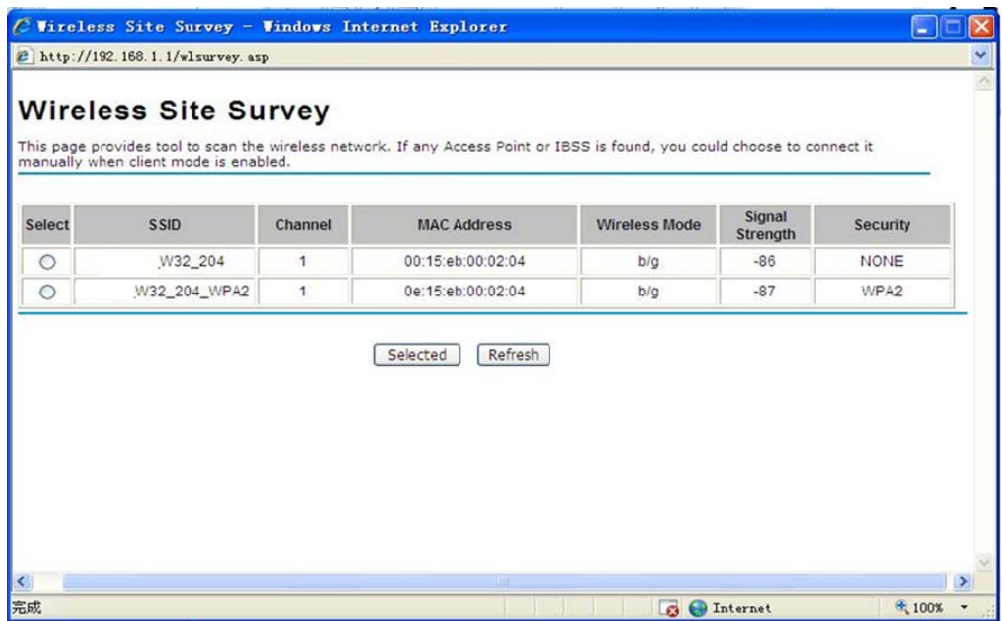 Wireless Site Survey - Windows Internet Explorer
http://192.168.1.1/wlsurvey.asp
Wireless Site Survey
This page provides tool to scan the wireless network. If any Access Point or IBSS is found, you could choose to connect it
manually when client mode is enabled.
Select SSID Channel MAC Address Wireless Mode Signal Strength Security
W32_204 1 00:15:eb:00:02:04 b/g -86 NONE
W32_204_WPA2 1 0e:15:eb:00:02:04 b/g -87 WPA2
Selected Refresh
完成 Internet 100%